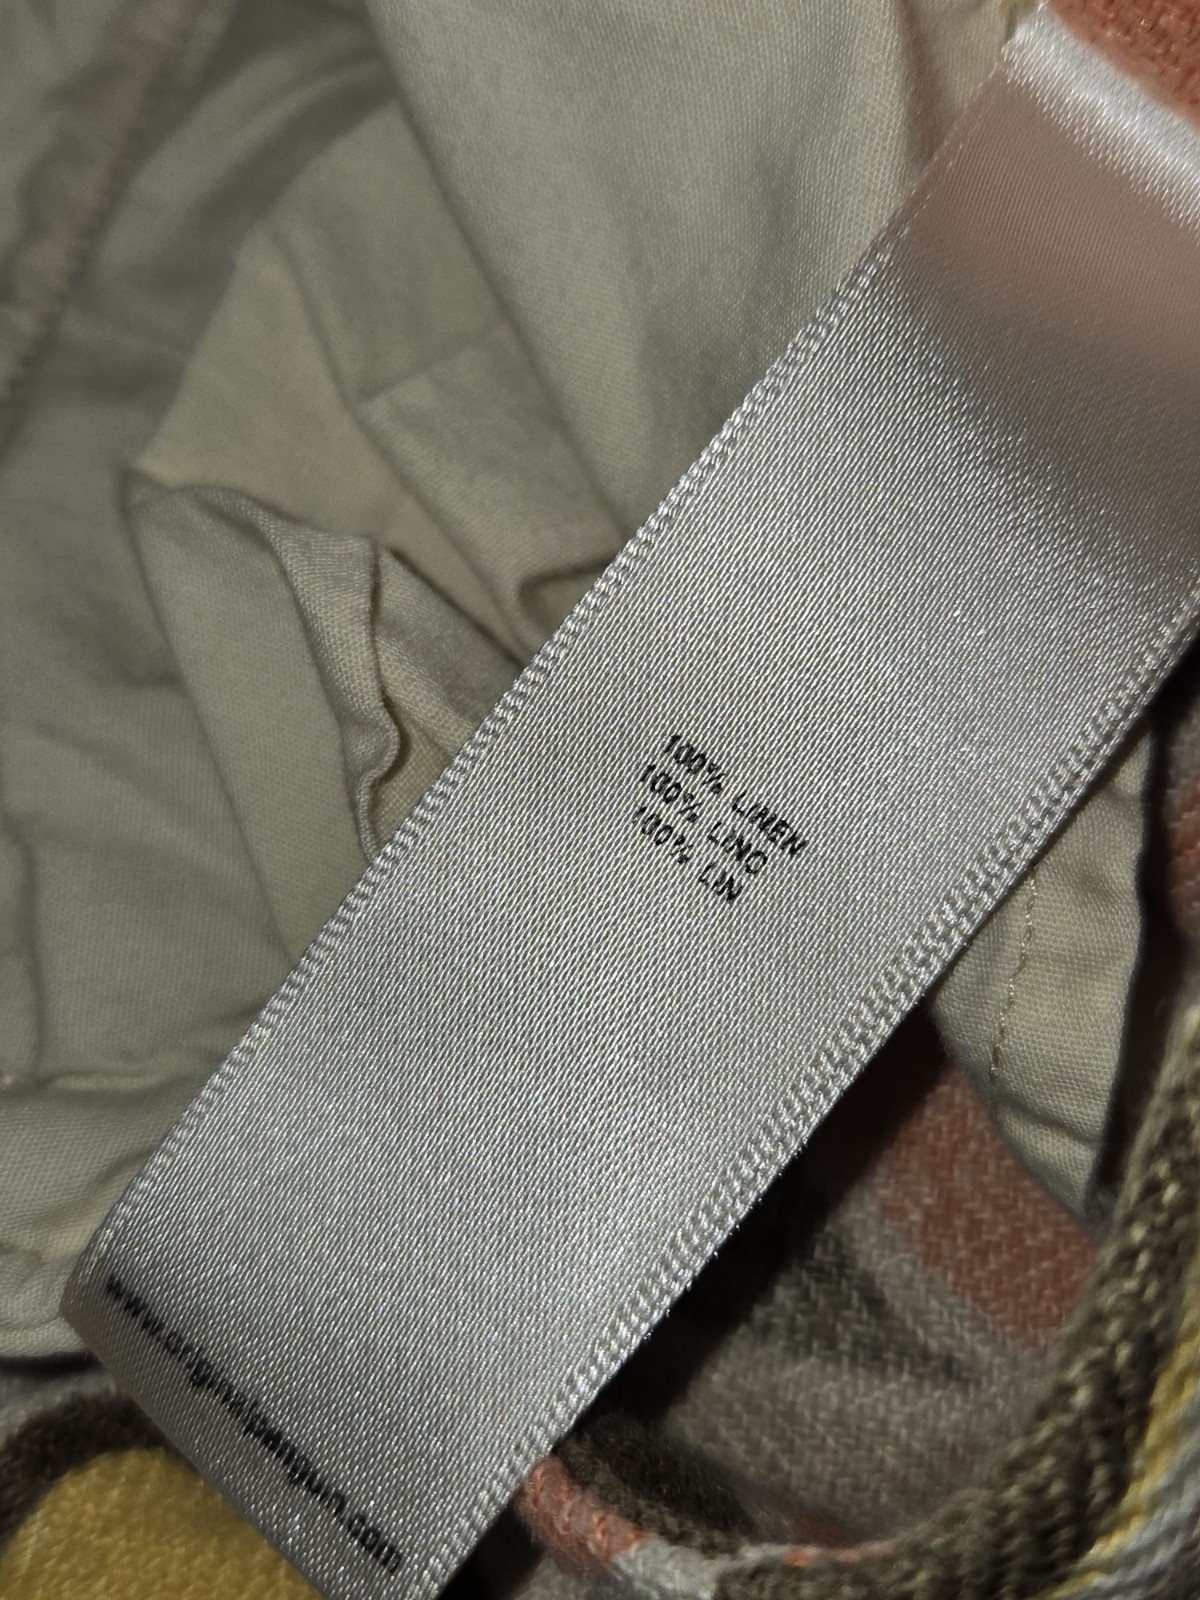 100% LINEN
100% LINO
100% LIN
www.originalpenguin.com